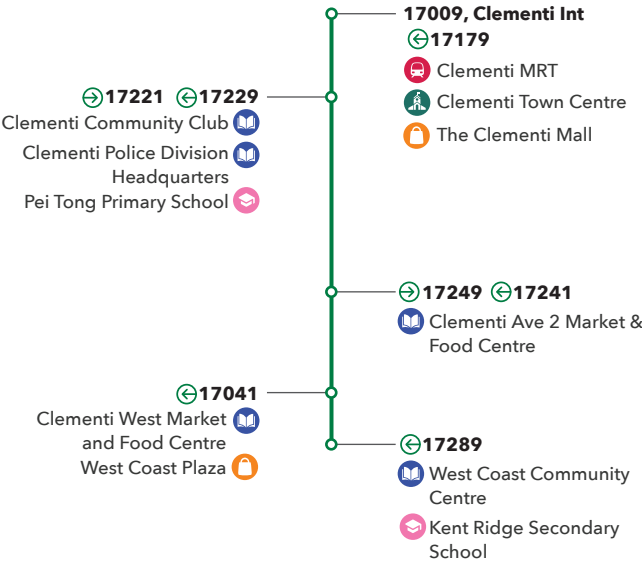 17009, Clementi Int
17179
Clementi MRT
Clementi Town Centre
The Clementi Mall
17221 17229
Clementi Community Club
Clementi Police Division
Headquarters
Pei Tong Primary School
17249 17241
Clementi Ave 2 Market &
Food Centre
17041
Clementi West Market
and Food Centre
West Coast Plaza
17289
West Coast Community
Centre
Kent Ridge Secondary
School